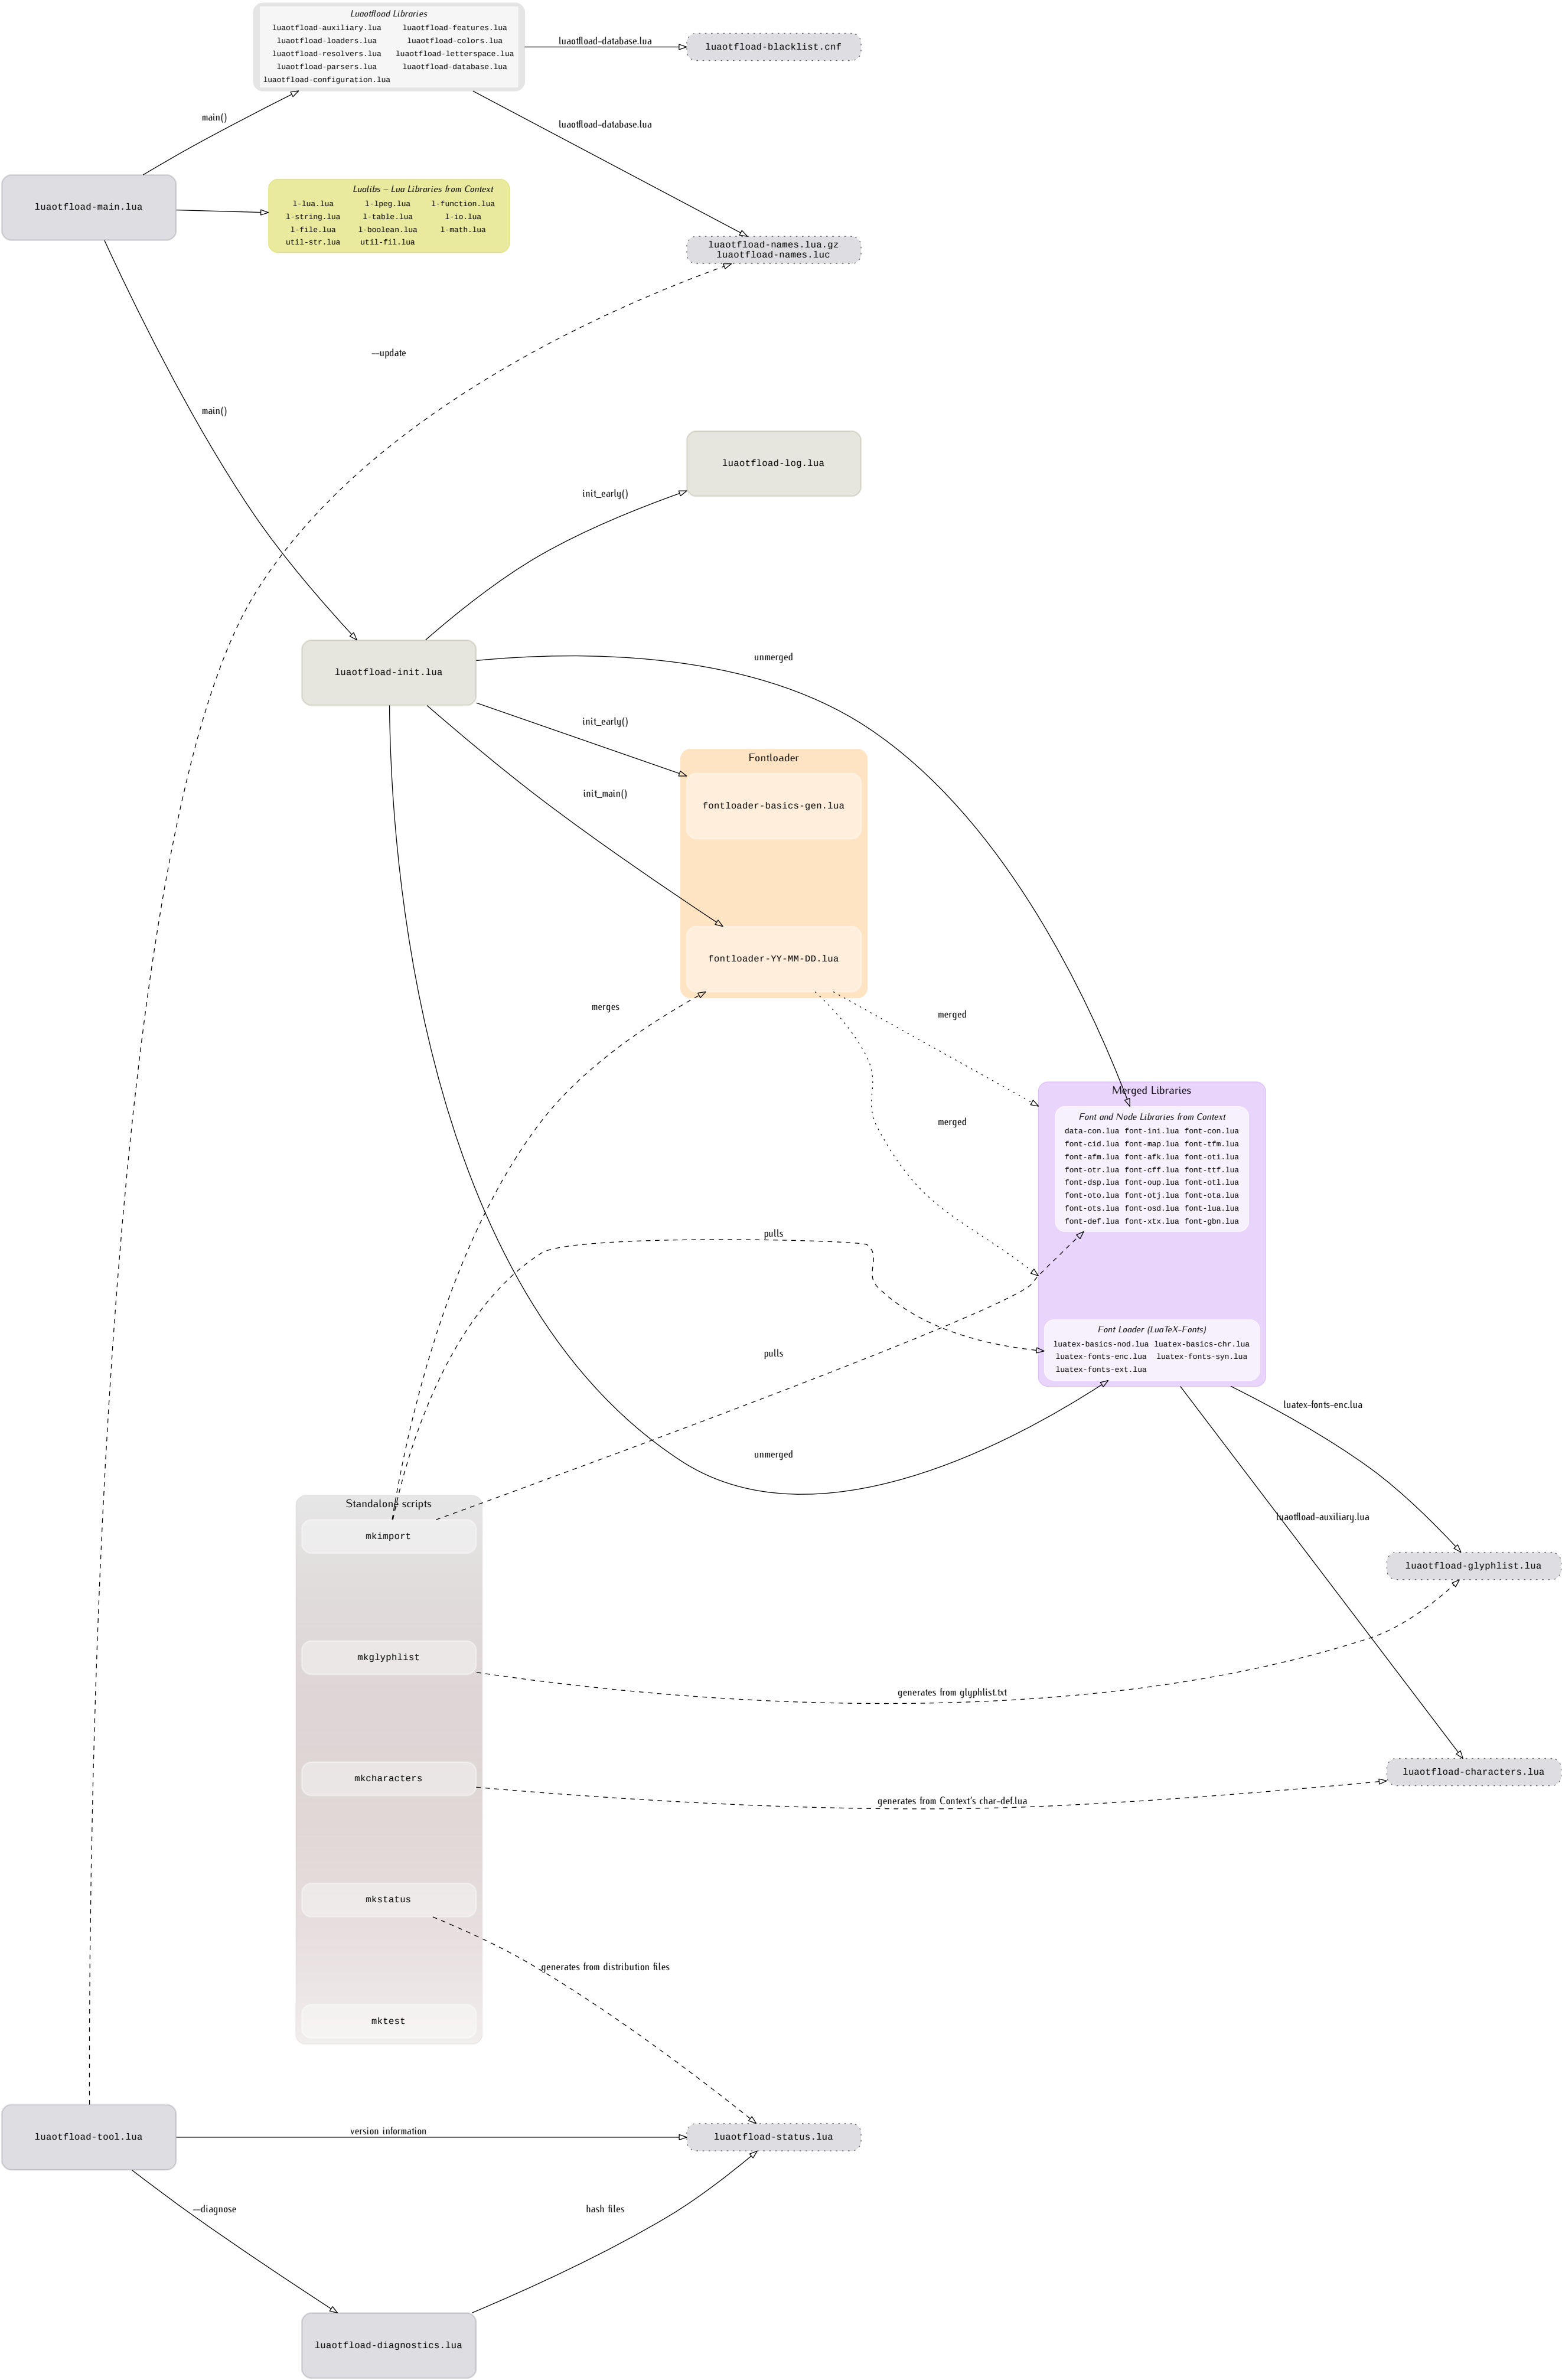 Luaotfload Libraries
luaotfload-auxiliary.lua luaotfload-features.lua
luaotfload-loaders.lua luaotfload-colors.lua
luaotfload-resolvers.lua luaotfload-letterspace.lua
luaotfload-parsers.lua luaotfload-database.lua
luaotfload-configuration.lua
luaotfload-database.lua
luaotfload-blacklist.cnf
main()
luaotfload-database.lua
luaotfload-main.lua
Lualibs – Lua Libraries from Context
l-lua.lua l-lpeg.lua l-function.lua
l-string.lua l-table.lua l-io.lua
l-file.lua l-boolean.lua l-math.lua
util-str.lua util-fil.lua
luaotfload-names.lua.gz
luaotfload-names.luc
--update
main()
luaotfload-log.lua
init_early()
luaotfload-init.lua
unmerged
init_early()
Fontloader
init_main()
fontloader-basics-gen.lua
fontloader-YY-MM-DD.lua
merges
merged
Merged Libraries
merged
Font and Node Libraries from Context
data-con.lua font-ini.lua font-con.lua
font-cid.lua font-map.lua font-tfm.lua
font-afm.lua font-afk.lua font-oti.lua
font-otr.lua font-cff.lua font-ttf.lua
font-dsp.lua font-oup.lua font-otl.lua
font-oto.lua font-otj.lua font-ota.lua
font-ots.lua font-osd.lua font-lua.lua
font-def.lua font-xtx.lua font-gbn.lua
pulls
pulls
Font Loader (LuaTeX-Fonts)
luatex-basics-nod.lua luatex-basics-chr.lua
luatex-fonts-enc.lua luatex-fonts-syn.lua
luatex-fonts-ext.lua
luatex-fonts-enc.lua
unmerged
Standalone scripts
luaotfload-auxiliary.lua
mkimport
luaotfload-glyphlist.lua
mkglyphlist
generates from glyphlist.txt
luaotfload-characters.lua
mkcharacters
generates from Context's char-def.lua
mkstatus
generates from distribution files
mktest
luaotfload-tool.lua
version information
luaotfload-status.lua
--diagnose
hash files
luaotfload-diagnostics.lua